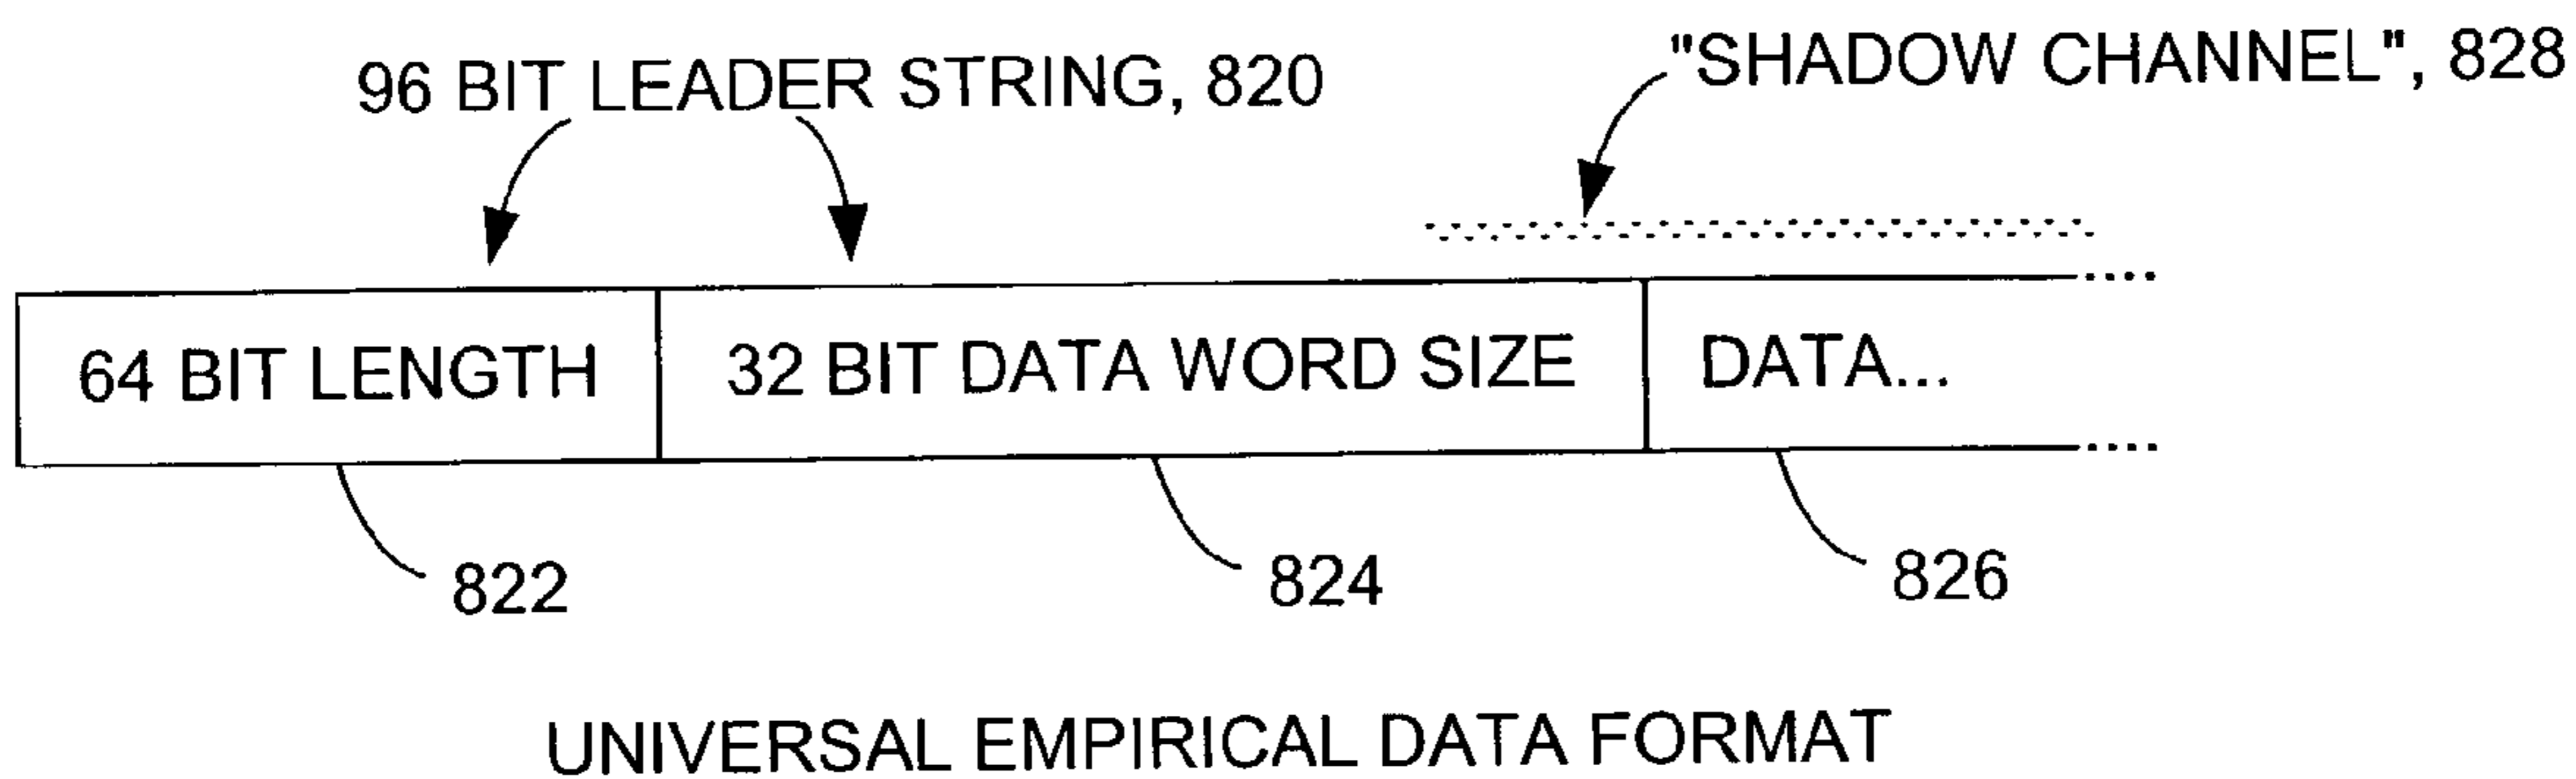 "SHADOW CHANNEL", 828
96 BIT LEADER STRING, 820
64 BIT LENGTH
32 BIT DATA WORD SIZE
DATA...
822
824
826
UNIVERSAL EMPIRICAL DATA FORMAT